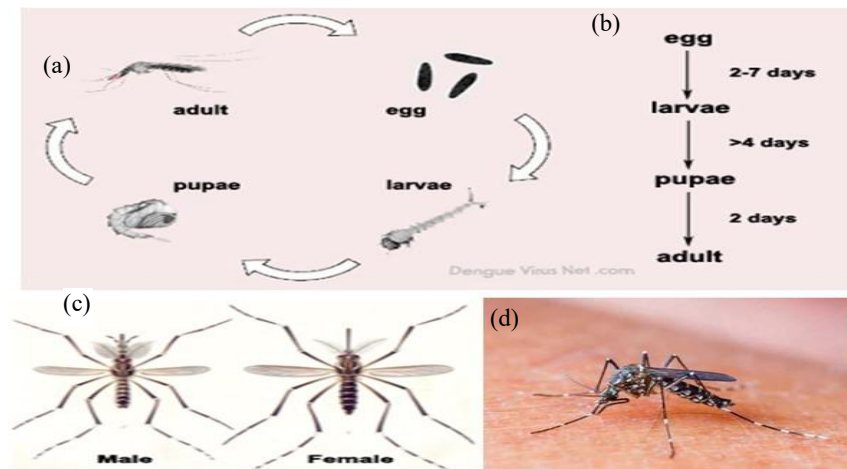 (a)
adult
egg
pupae
larvae
Dengue Virus Net .com
(b)
egg
2-7 days
larvae
>4 days
pupae
2 days
adult
(c)
Male
Female
(d)